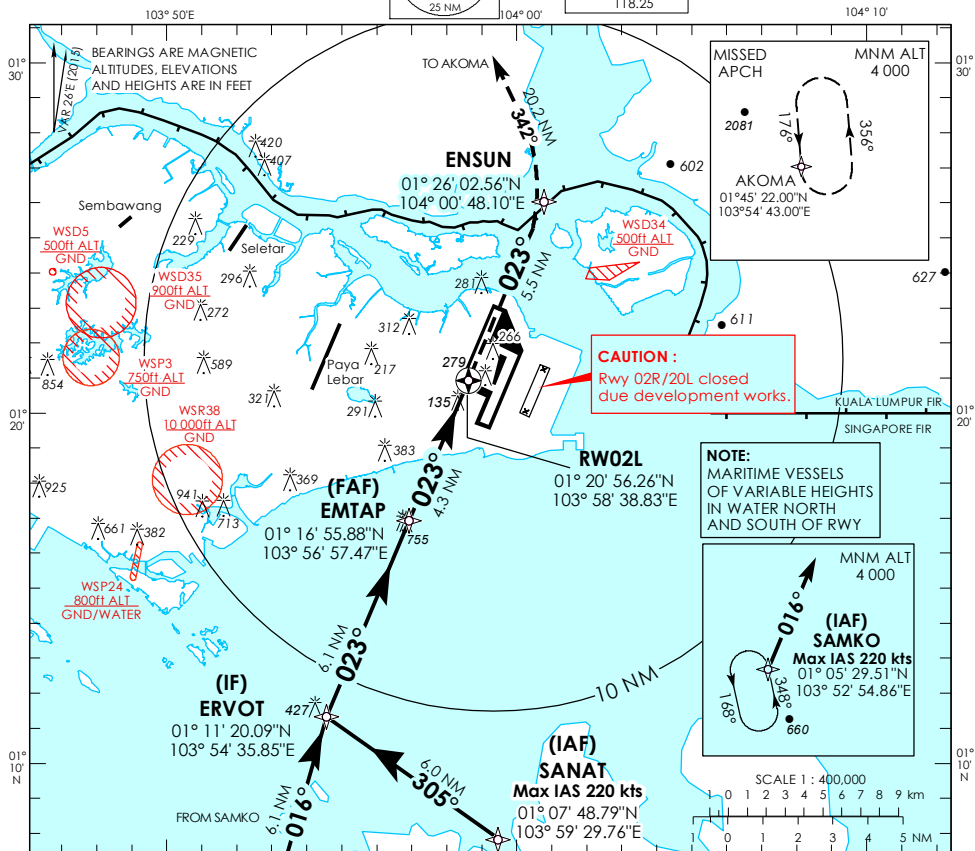 25 NM
118.25
103° 50'E
104° 00'E
104° 10'E
01°
30'
01°
30'
VAR 26'E (2015)
BEARINGS ARE MAGNETIC
ALTITUDES, ELEVATIONS
AND HEIGHTS ARE IN FEET
TO AKOMA
20.2 NM
342°
MISSED
APCH
MNM ALT
4 000
2081
176°
356°
AKOMA
01°45' 22.00"N
103°54' 43.00"E
420
407
ENSUN
01° 26' 02.56"N
104° 00' 48.10"E
602
Sembawang
229
Seletar
WSD5
500ft ALT
GND
WSD35
900ft ALT
GND
296
272
WSD34
500ft ALT
GND
023°
5.5 NM
281
627
611
312
266
279
854
WSP3
750ft ALT
GND
589
217
Paya
Lebar
321
291
135
CAUTION :
Rwy 02R/20L closed
due development works.
KUALA LUMPUR FIR
SINGAPORE FIR
01°
20'
01°
20'
WSR38
10 000ft ALT
GND
383
369
925
941
713
661
382
RW02L
01° 20' 56.26"N
103° 58' 38.83"E
NOTE:
MARITIME VESSELS
OF VARIABLE HEIGHTS
IN WATER NORTH
AND SOUTH OF RWY
023°
4.3 NM
(FAF)
EMTAP
01° 16' 55.88"N
103° 56' 57.47"E
755
WSP24
800ft ALT
GND/WATER
MNM ALT
4 000
016°
(IAF)
SAMKO
Max IAS 220 kts
01° 05' 29.51"N
103° 52' 54.86"E
168°
348°
660
6.1 NM
023°
10 NM
(IF)
ERVOT
01° 11' 20.09"N
103° 54' 35.85"E
427
6.0 NM
305°
(IAF)
SANAT
Max IAS 220 kts
01° 07' 48.79"N
103° 59' 29.76"E
01°
10'
N
01°
10'
N
FROM SAMKO
6.1 NM
016°
SCALE 1 : 400,000
1 0 1 2 3 4 5 6 7 8 9 km
1 0 1 2 3 4 5 NM